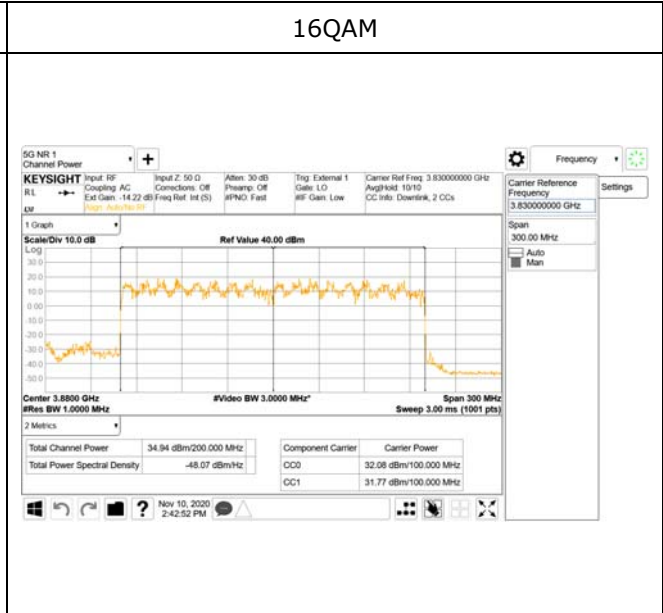 16QAM
5G NR 1
Channel Power
Frequency
KEYSIGHT
Input: RF
Input Z: 50 Ω
Atten: 30 dB
Trig: External 1
Carrier Ref Freq: 3.830000000 GHz
RL
Coupling: AC
Corrections: Off
Preamp: Off
Gate: LO
Avg|Hold: 10/10
Ext Gain: -14.22 dB
Freq Ref: Int (S)
#PNO: Fast
#IF Gain: Low
CC Info: Downlink, 2 CCs
Align: Auto/No RF
Carrier Reference
Frequency
3.830000000 GHz
Settings
Span
300.00 MHz
Auto
Man
1 Graph
Scale/Div 10.0 dB
Ref Value 40.00 dBm
Log
30.0
20.0
10.0
0.00
-10.0
-20.0
-30.0
-40.0
-50.0
Center 3.8800 GHz
#Video BW 3.0000 MHz*
Span 300 MHz
#Res BW 1.0000 MHz
Sweep 3.00 ms (1001 pts)
2 Metrics
Total Channel Power
34.94 dBm/200.000 MHz
Component Carrier
Carrier Power
Total Power Spectral Density
-48.07 dBm/Hz
CC0
32.08 dBm/100.000 MHz
CC1
31.77 dBm/100.000 MHz
?
Nov 10, 2020
2:42:52 PM